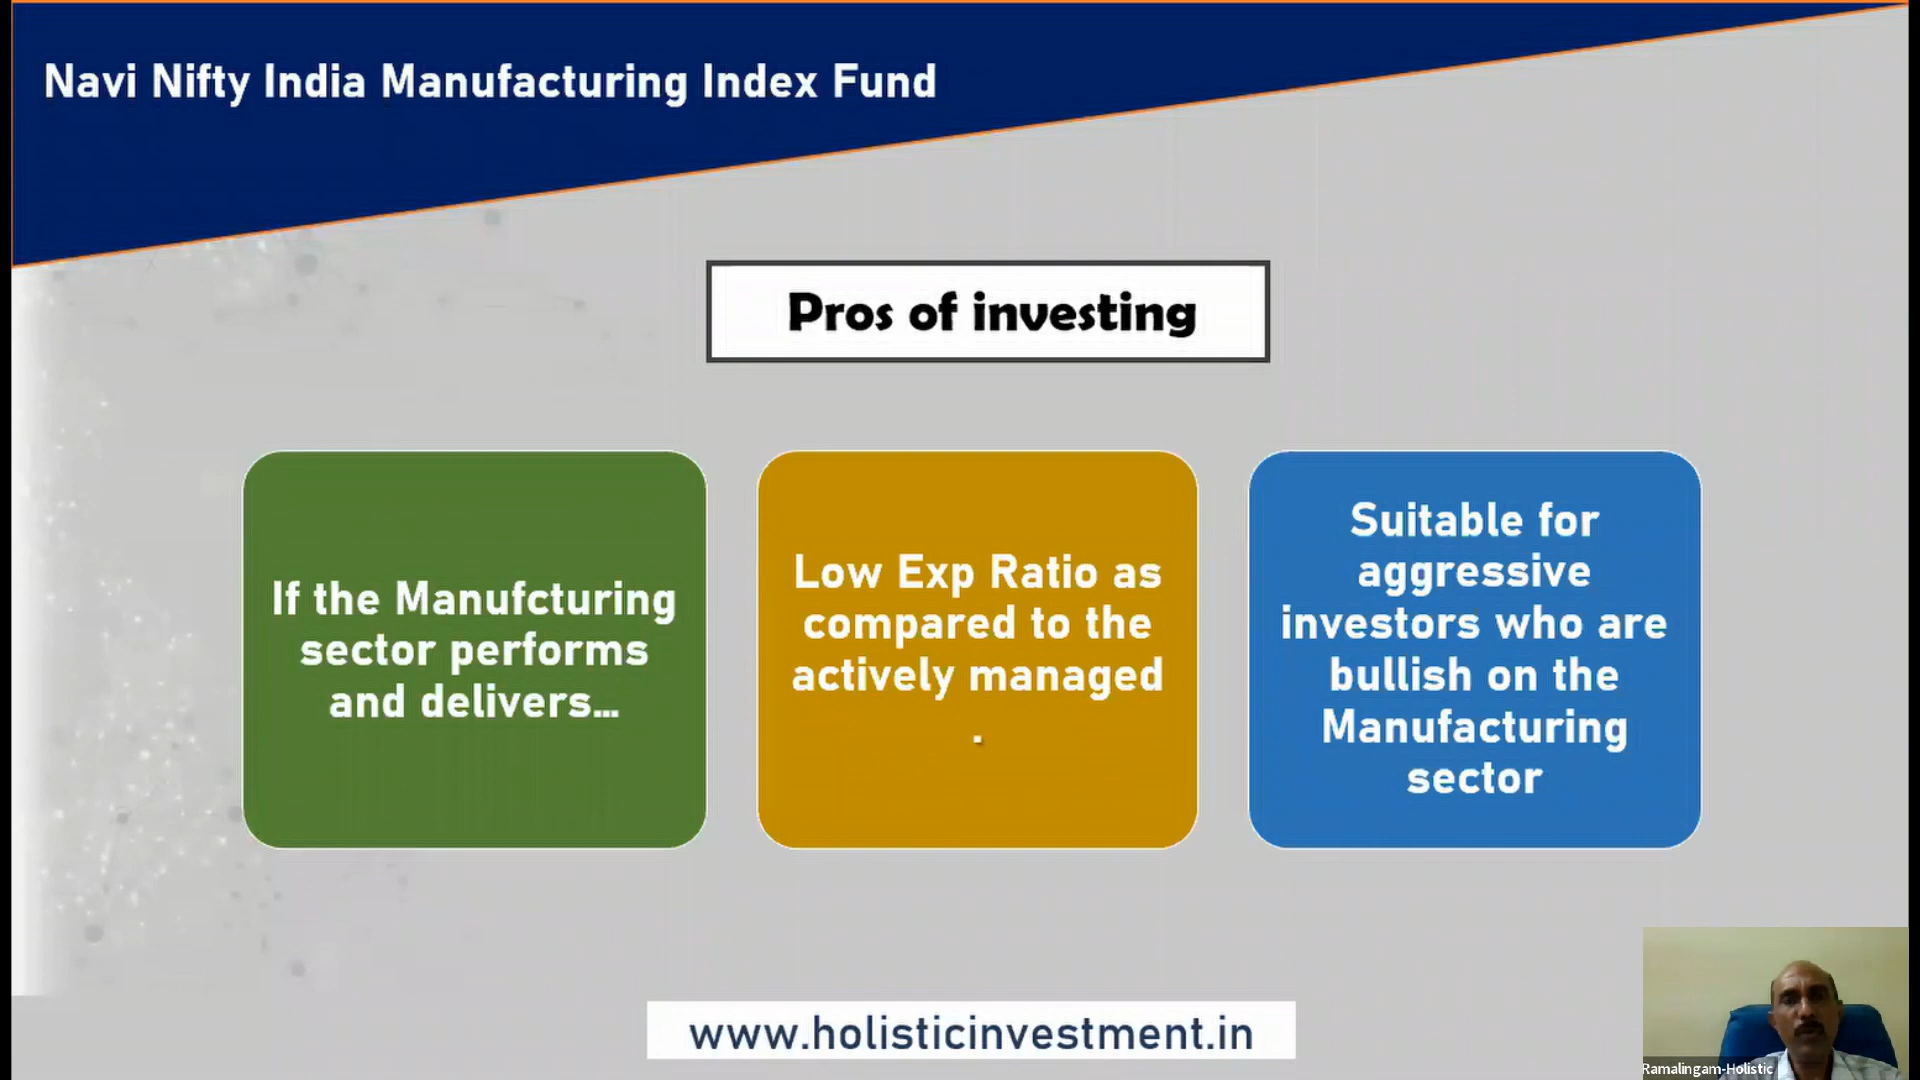 Navi Nifty India Manufacturing Index Fund
Pros of investing
If the Manufcturing
sector performs
and delivers...
Low Exp Ratio as
compared to the
actively managed
.
Suitable for
aggressive
investors who are
bullish on the
Manufacturing
sector
www.holisticinvestment.in
Ramalingam-Holistic